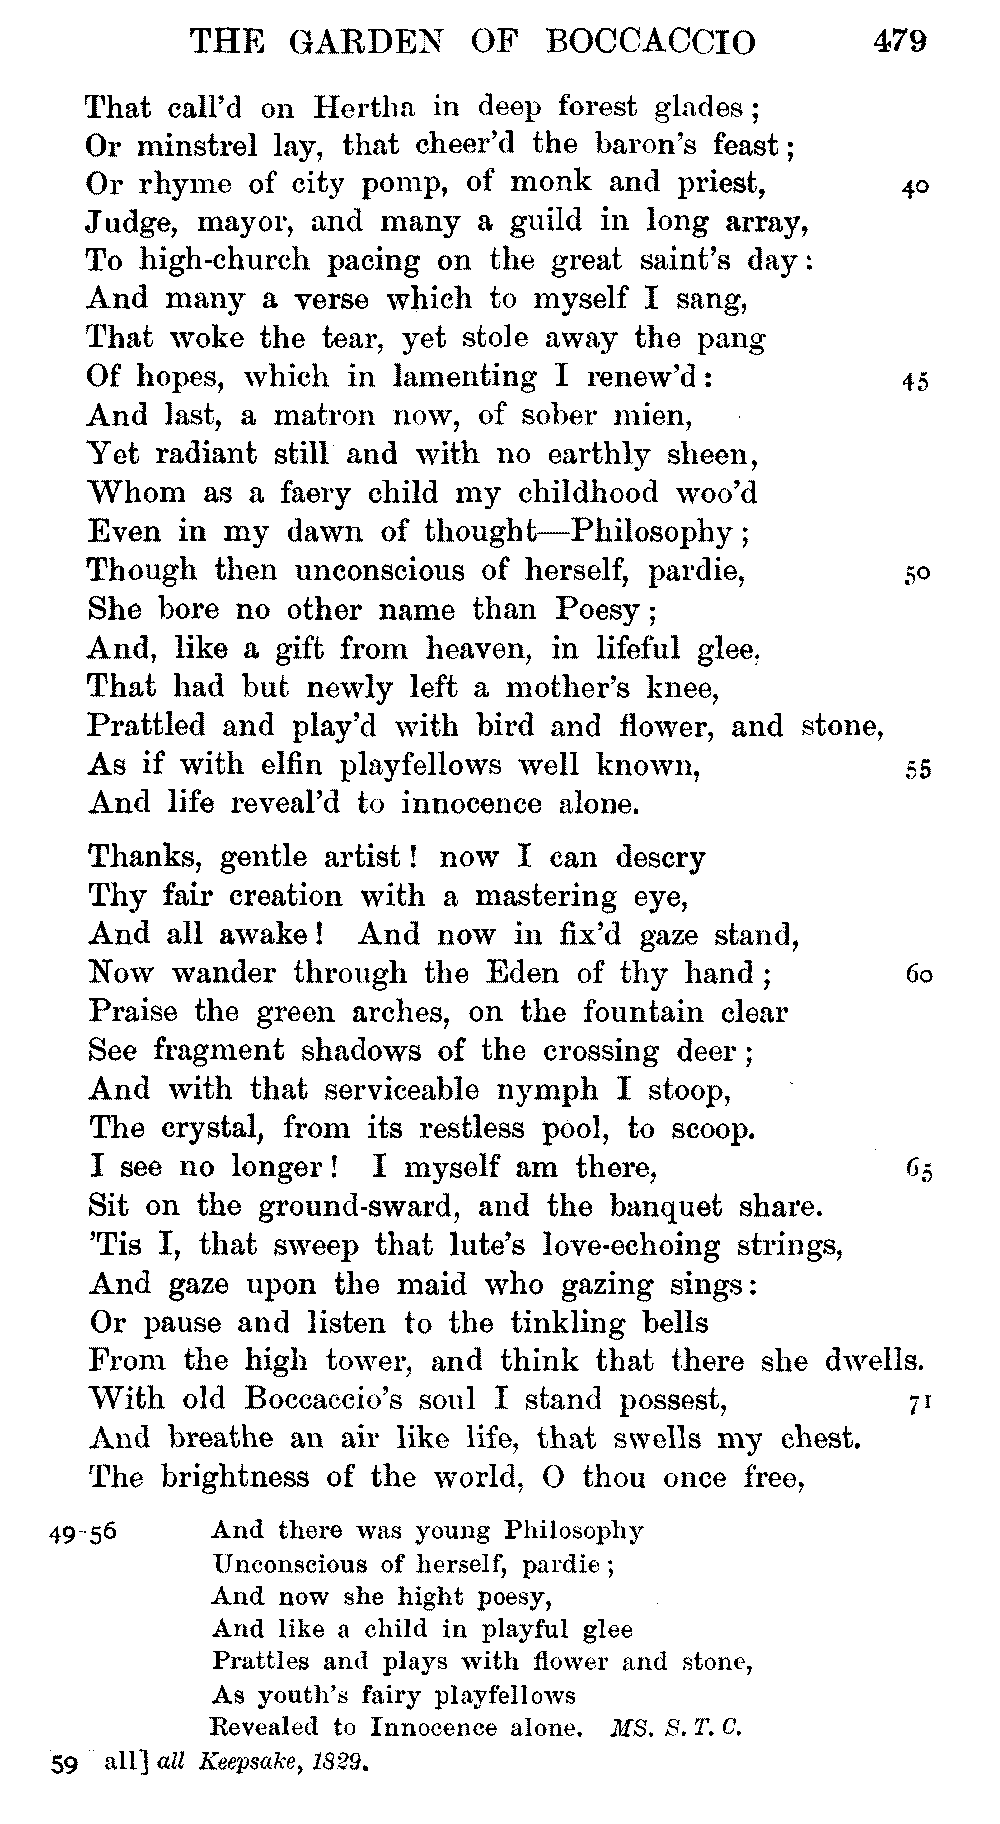 THE GARDEN OF BOCCACCIO 479
That call'd on Hertha in deep forest glades;
Or minstrel lay, that cheer'd the baron's feast;
Or rhyme of city pomp, of monk and priest, 40
Judge, mayor, and many a guild in long array,
To high-church pacing on the great saint's day:
And many a verse which to myself I sang,
That woke the tear, yet stole away the pang
Of hopes, which in lamenting I renew'd: 45
And last, a matron now, of sober mien,
Yet radiant still and with no earthly sheen,
Whom as a faery child my childhood woo'd
Even in my dawn of thought—Philosophy;
Though then unconscious of herself, pardie, 50
She bore no other name than Poesy;
And, like a gift from heaven, in lifeful glee,
That had but newly left a mother's knee,
Prattled and play'd with bird and flower, and stone,
As if with elfin playfellows well known, 55
And life reveal'd to innocence alone.
Thanks, gentle artist! now I can descry
Thy fair creation with a mastering eye,
And all awake! And now in fix'd gaze stand,
Now wander through the Eden of thy hand; 60
Praise the green arches, on the fountain clear
See fragment shadows of the crossing deer;
And with that serviceable nymph I stoop,
The crystal, from its restless pool, to scoop.
I see no longer! I myself am there, 65
Sit on the ground-sward, and the banquet share.
'Tis I, that sweep that lute's love-echoing strings,
And gaze upon the maid who gazing sings:
Or pause and listen to the tinkling bells
From the high tower, and think that there she dwells.
With old Boccaccio's soul I stand possest, 71
And breathe an air like life, that swells my chest.
The brightness of the world, O thou once free,
49-56 And there was young Philosophy
Unconscious of herself, pardie;
And now she hight poesy,
And like a child in playful glee
Prattles and plays with flower and stone,
As youth's fairy playfellows
Revealed to Innocence alone. MS. S. T. C.
59 all] all Keepsake, 1829.